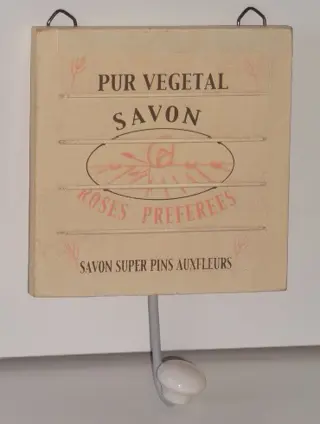 PUR VEGETAL
SAVON
ROSES PREFEREES
SAVON SUPER PINS AUXFLEURS